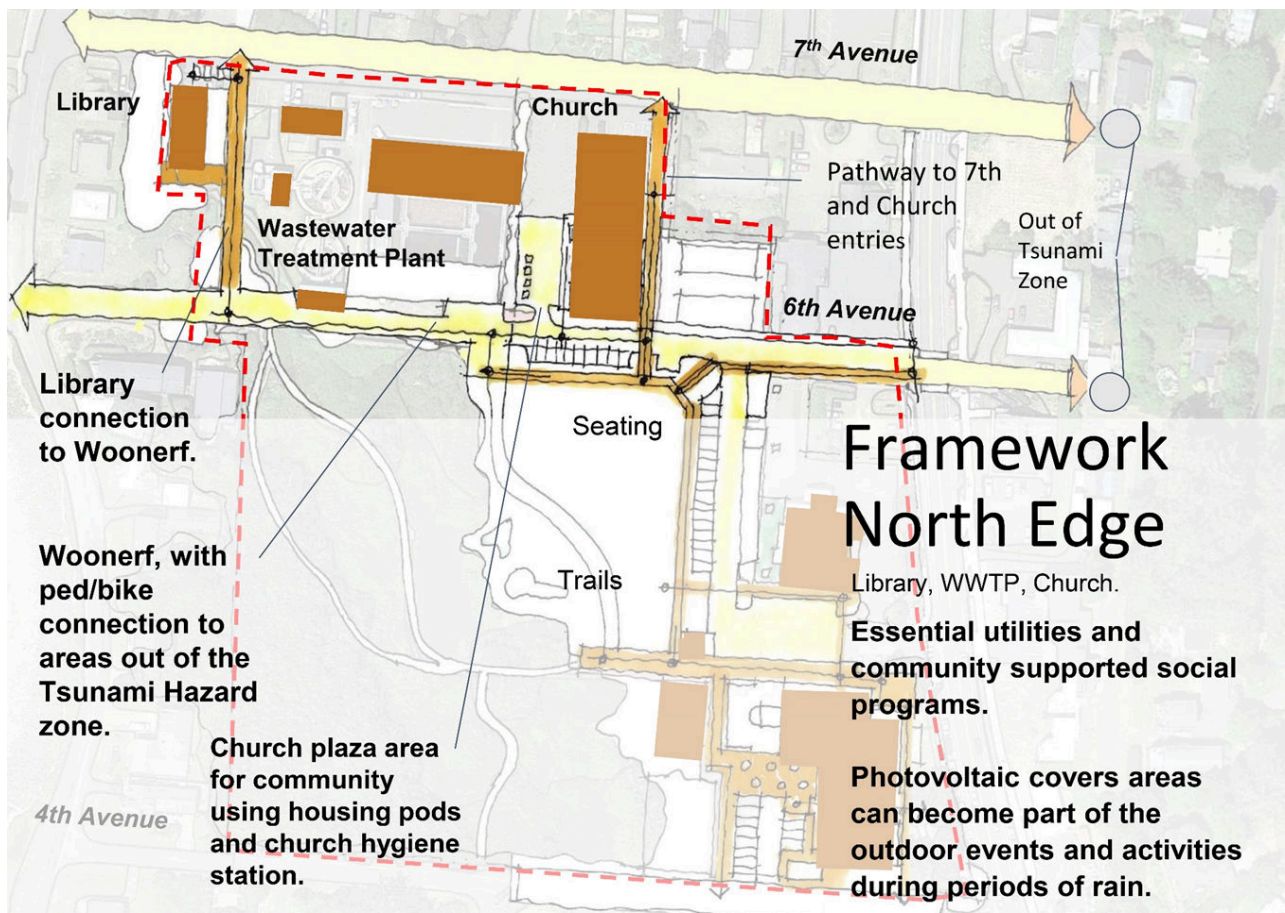 7th Avenue
Library
Church
Pathway to 7th
and Church
entries
Out of
Tsunami
Zone
Wastewater
Treatment Plant
6th Avenue
Library
connection
to Woonerf.
Seating
Framework
North Edge
Library, WWTP, Church.
Woonerf, with
ped/bike
connection to
areas out of the
Tsunami Hazard
zone.
Trails
Essential utilities and
community supported social
programs.
Church plaza area
for community
using housing pods
and church hygiene
station.
4th Avenue
Photovoltaic covers areas
can become part of the
outdoor events and activities
during periods of rain.